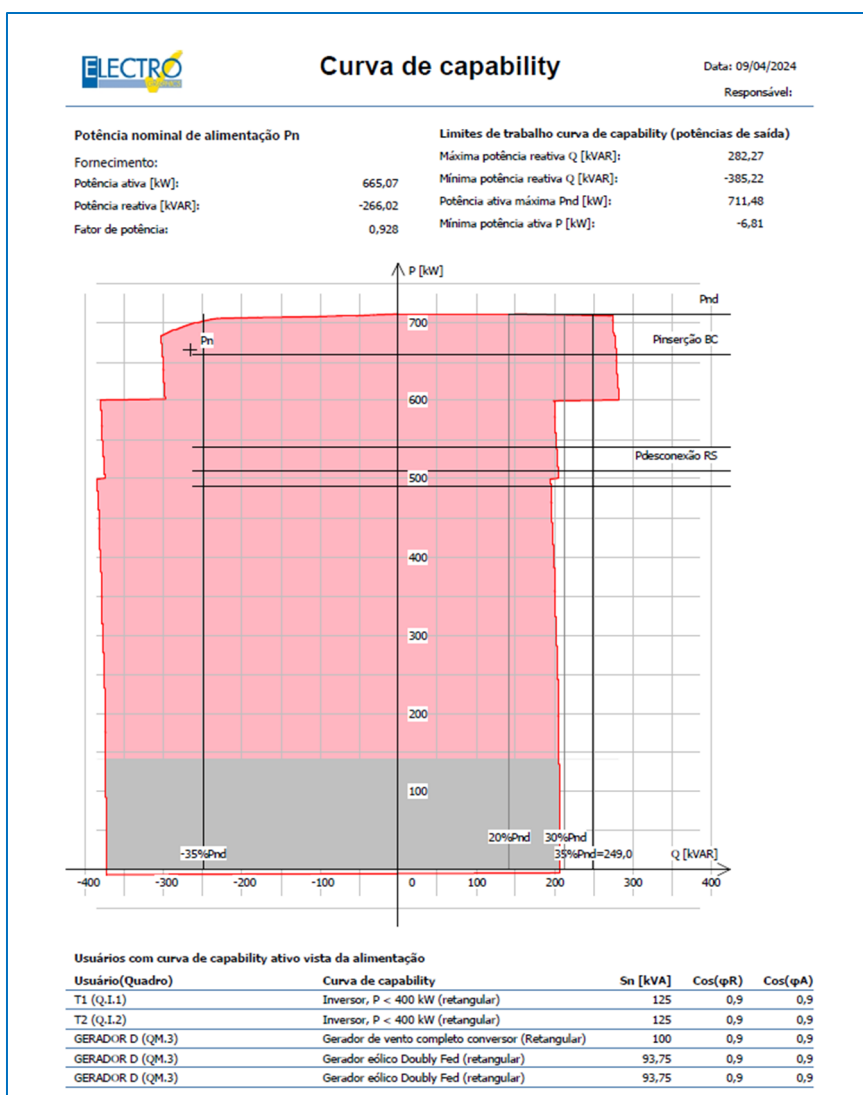 ELECTRO
Curva de capability
Data: 09/04/2024
Responsável:
Potência nominal de alimentação Pn
Fornecimento:
Potência ativa [kW]: 665,07
Potência reativa [kVAR]: -266,02
Fator de potência: 0,928
Limites de trabalho curva de capability (potências de saída)
Máxima potência reativa Q [kVAR]: 282,27
Mínima potência reativa Q [kVAR]: -385,22
Potência ativa máxima Pnd [kW]: 711,48
Mínima potência ativa P [kW]: -6,81
P [kW]
Pnd
700
Pn
Pinserção BC
600
Pdesconexão RS
500
400
300
200
100
20%Pnd 30%Pnd
-35%Pnd 35%Pnd=249,0 Q [kVAR]
-400 -300 -200 -100 0 100 200 300 400
Usuários com curva de capability ativo vista da alimentação
Usuário(Quadro) Curva de capability Sn [kVA] Cos(φR) Cos(φA)
T1 (Q.I.1) Inversor, P < 400 kW (retangular) 125 0,9 0,9
T2 (Q.I.2) Inversor, P < 400 kW (retangular) 125 0,9 0,9
GERADOR D (QM.3) Gerador de vento completo conversor (Retangular) 100 0,9 0,9
GERADOR D (QM.3) Gerador eólico Doubly Fed (retangular) 93,75 0,9 0,9
GERADOR D (QM.3) Gerador eólico Doubly Fed (retangular) 93,75 0,9 0,9